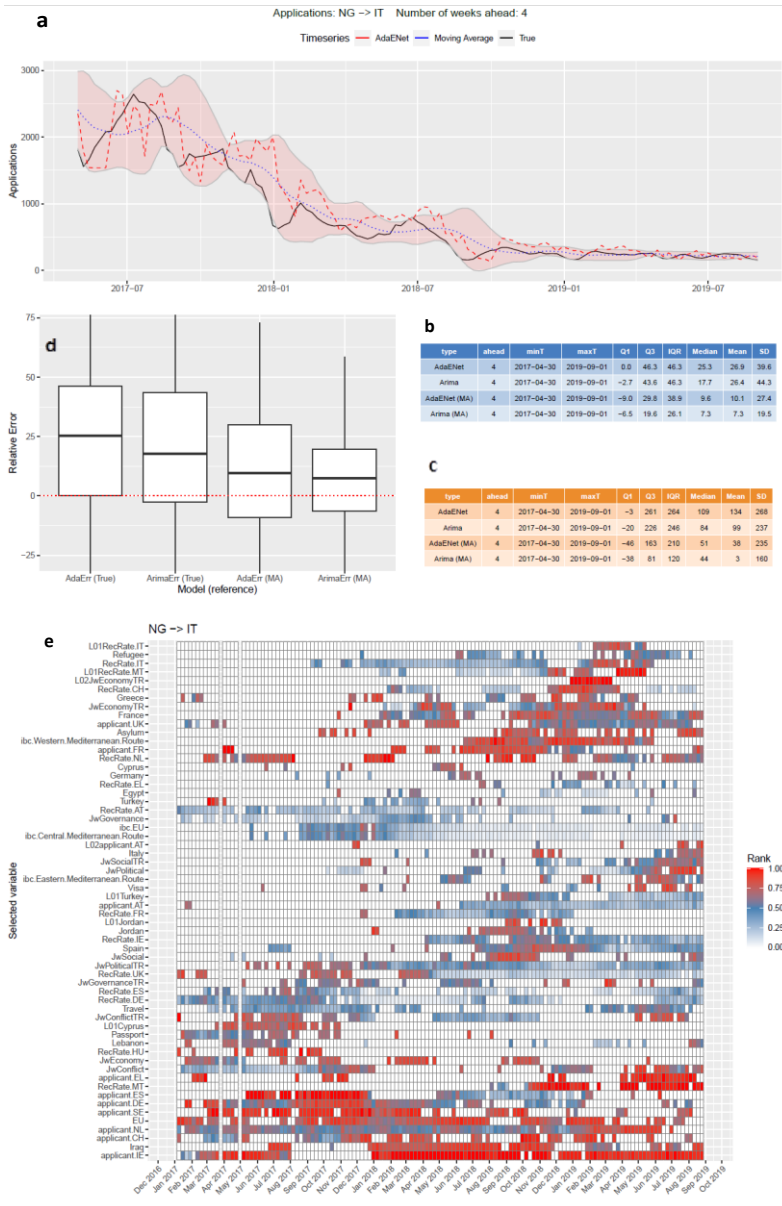 Applications: NG −> IT Number of weeks ahead: 4
a
Timeseries AdaENet Moving Average True
3000
2000
1000
0
Applications
2017−07 2018−01 2018−07 2019−01 2019−07
d
75
50
25
0
−25
Relative Error
AdaErr (True) ArimaErr (True) AdaErr (MA) ArimaErr (MA)
Model (reference)
b
type ahead minT maxT Q1 Q3 IQR Median Mean SD
AdaENet 4 2017−04−30 2019−09−01 0.0 46.3 46.3 25.3 26.9 39.6
Arima 4 2017−04−30 2019−09−01 −2.7 43.6 46.3 17.7 26.4 44.3
AdaENet (MA) 4 2017−04−30 2019−09−01 −9.0 29.8 38.9 9.6 10.1 27.4
Arima (MA) 4 2017−04−30 2019−09−01 −6.5 19.6 26.1 7.3 7.3 19.5
c
type ahead minT maxT Q1 Q3 IQR Median Mean SD
AdaENet 4 2017−04−30 2019−09−01 −3 261 264 109 134 268
Arima 4 2017−04−30 2019−09−01 −20 226 246 84 99 237
AdaENet (MA) 4 2017−04−30 2019−09−01 −46 163 210 51 38 235
Arima (MA) 4 2017−04−30 2019−09−01 −38 81 120 44 3 160
e
NG −> IT
L01RecRate.IT
Refugee
RecRate.IT
L01RecRate.MT
L02JwEconomyTR
RecRate.CH
Greece
JwEconomyTR
France
applicant.UK
Asylum
ibc.Western.Mediterranean.Route
applicant.FR
RecRate.NL
Cyprus
Germany
RecRate.EL
Egypt
Turkey
RecRate.AT
JwGovernance
ibc.EU
ibc.Central.Mediterranean.Route
L02applicant.AT
Italy
JwSocialTR
JwPolitical
ibc.Eastern.Mediterranean.Route
Visa
L01Turkey
applicant.AT
RecRate.FR
L01Jordan
Jordan
RecRate.IE
Spain
JwSocial
JwPoliticalTR
RecRate.UK
JwGovernanceTR
RecRate.ES
RecRate.DE
Travel
JwConflictTR
L01Cyprus
Passport
Lebanon
RecRate.HU
JwEconomy
JwConflict
applicant.EL
RecRate.MT
applicant.ES
applicant.DE
applicant.SE
EU
applicant.NL
applicant.CH
Iraq
applicant.IE
Selected variable
Dec 2016 Jan 2017 Feb 2017 Mar 2017 Apr 2017 May 2017 Jun 2017 Jul 2017 Aug 2017 Sep 2017 Oct 2017 Nov 2017 Dec 2017 Jan 2018 Feb 2018 Mar 2018 Apr 2018 May 2018 Jun 2018 Jul 2018 Aug 2018 Sep 2018 Oct 2018 Nov 2018 Dec 2018 Jan 2019 Feb 2019 Mar 2019 Apr 2019 May 2019 Jun 2019 Jul 2019 Aug 2019 Sep 2019 Oct 2019
Rank
1.00
0.75
0.50
0.25
0.00